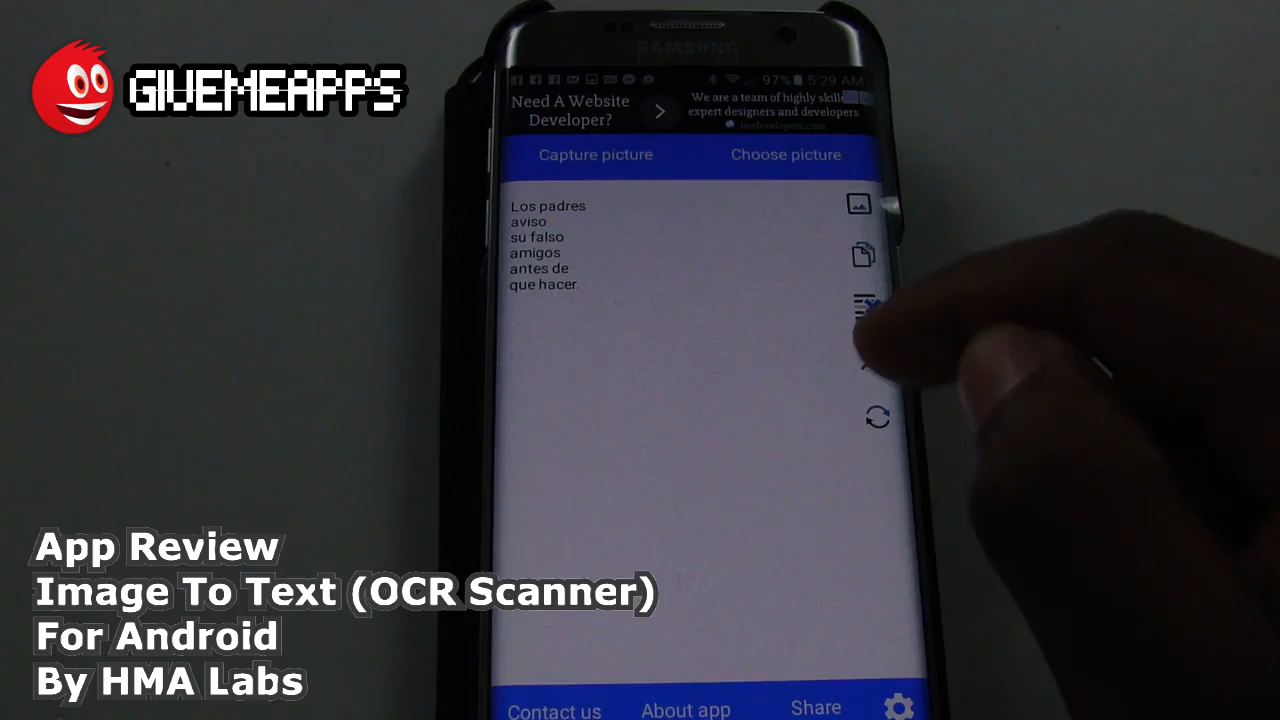 GIVEMEAPPS
SAMSUNG
97% 5:29 AM
Need A Website
Developer?
We are a team of highly skille
expert designers and developers
Capture picture
Choose picture
Los padres
aviso
su falso
amigos
antes de
que hacer.
App Review
Image To Text (OCR Scanner)
For Android
By HMA Labs
Contact us
About app
Share